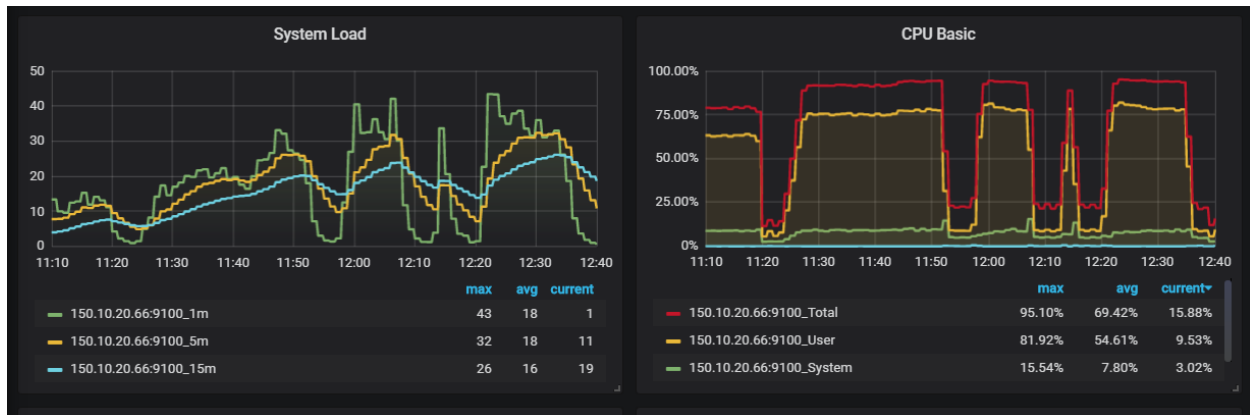 System Load
50
40
30
20
10
0
11:10 11:20 11:30 11:40 11:50 12:00 12:10 12:20 12:30 12:40
max avg current
150.10.20.66:9100_1m 43 18 1
150.10.20.66:9100_5m 32 18 11
150.10.20.66:9100_15m 26 16 19
CPU Basic
100.00%
75.00%
50.00%
25.00%
0%
11:10 11:20 11:30 11:40 11:50 12:00 12:10 12:20 12:30 12:40
max avg current
150.10.20.66:9100_Total 95.10% 69.42% 15.88%
150.10.20.66:9100_User 81.92% 54.61% 9.53%
150.10.20.66:9100_System 15.54% 7.80% 3.02%